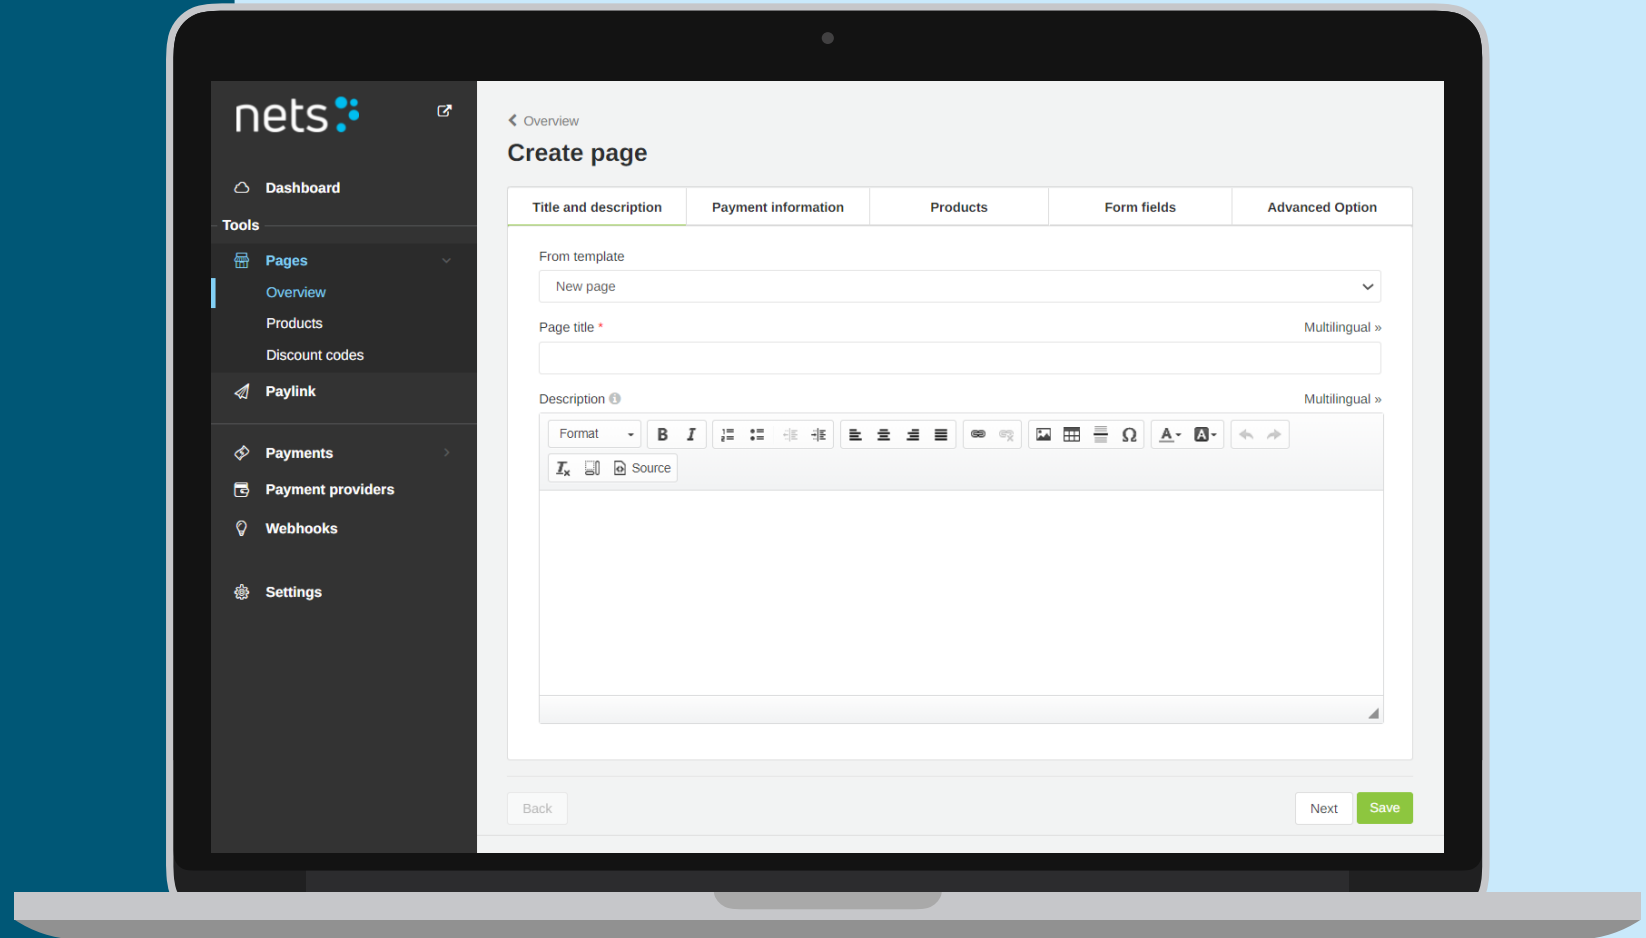 nets
Dashboard
Tools
Pages
Overview
Products
Discount codes
Paylink
Payments
Payment providers
Webhooks
Settings
Overview
Create page
Title and description
Payment information
Products
Form fields
Advanced Option
From template
New page
Page title *
Multilingual »
Description
Multilingual »
Format
B I
Ω A A
Source
Back
Next
Save